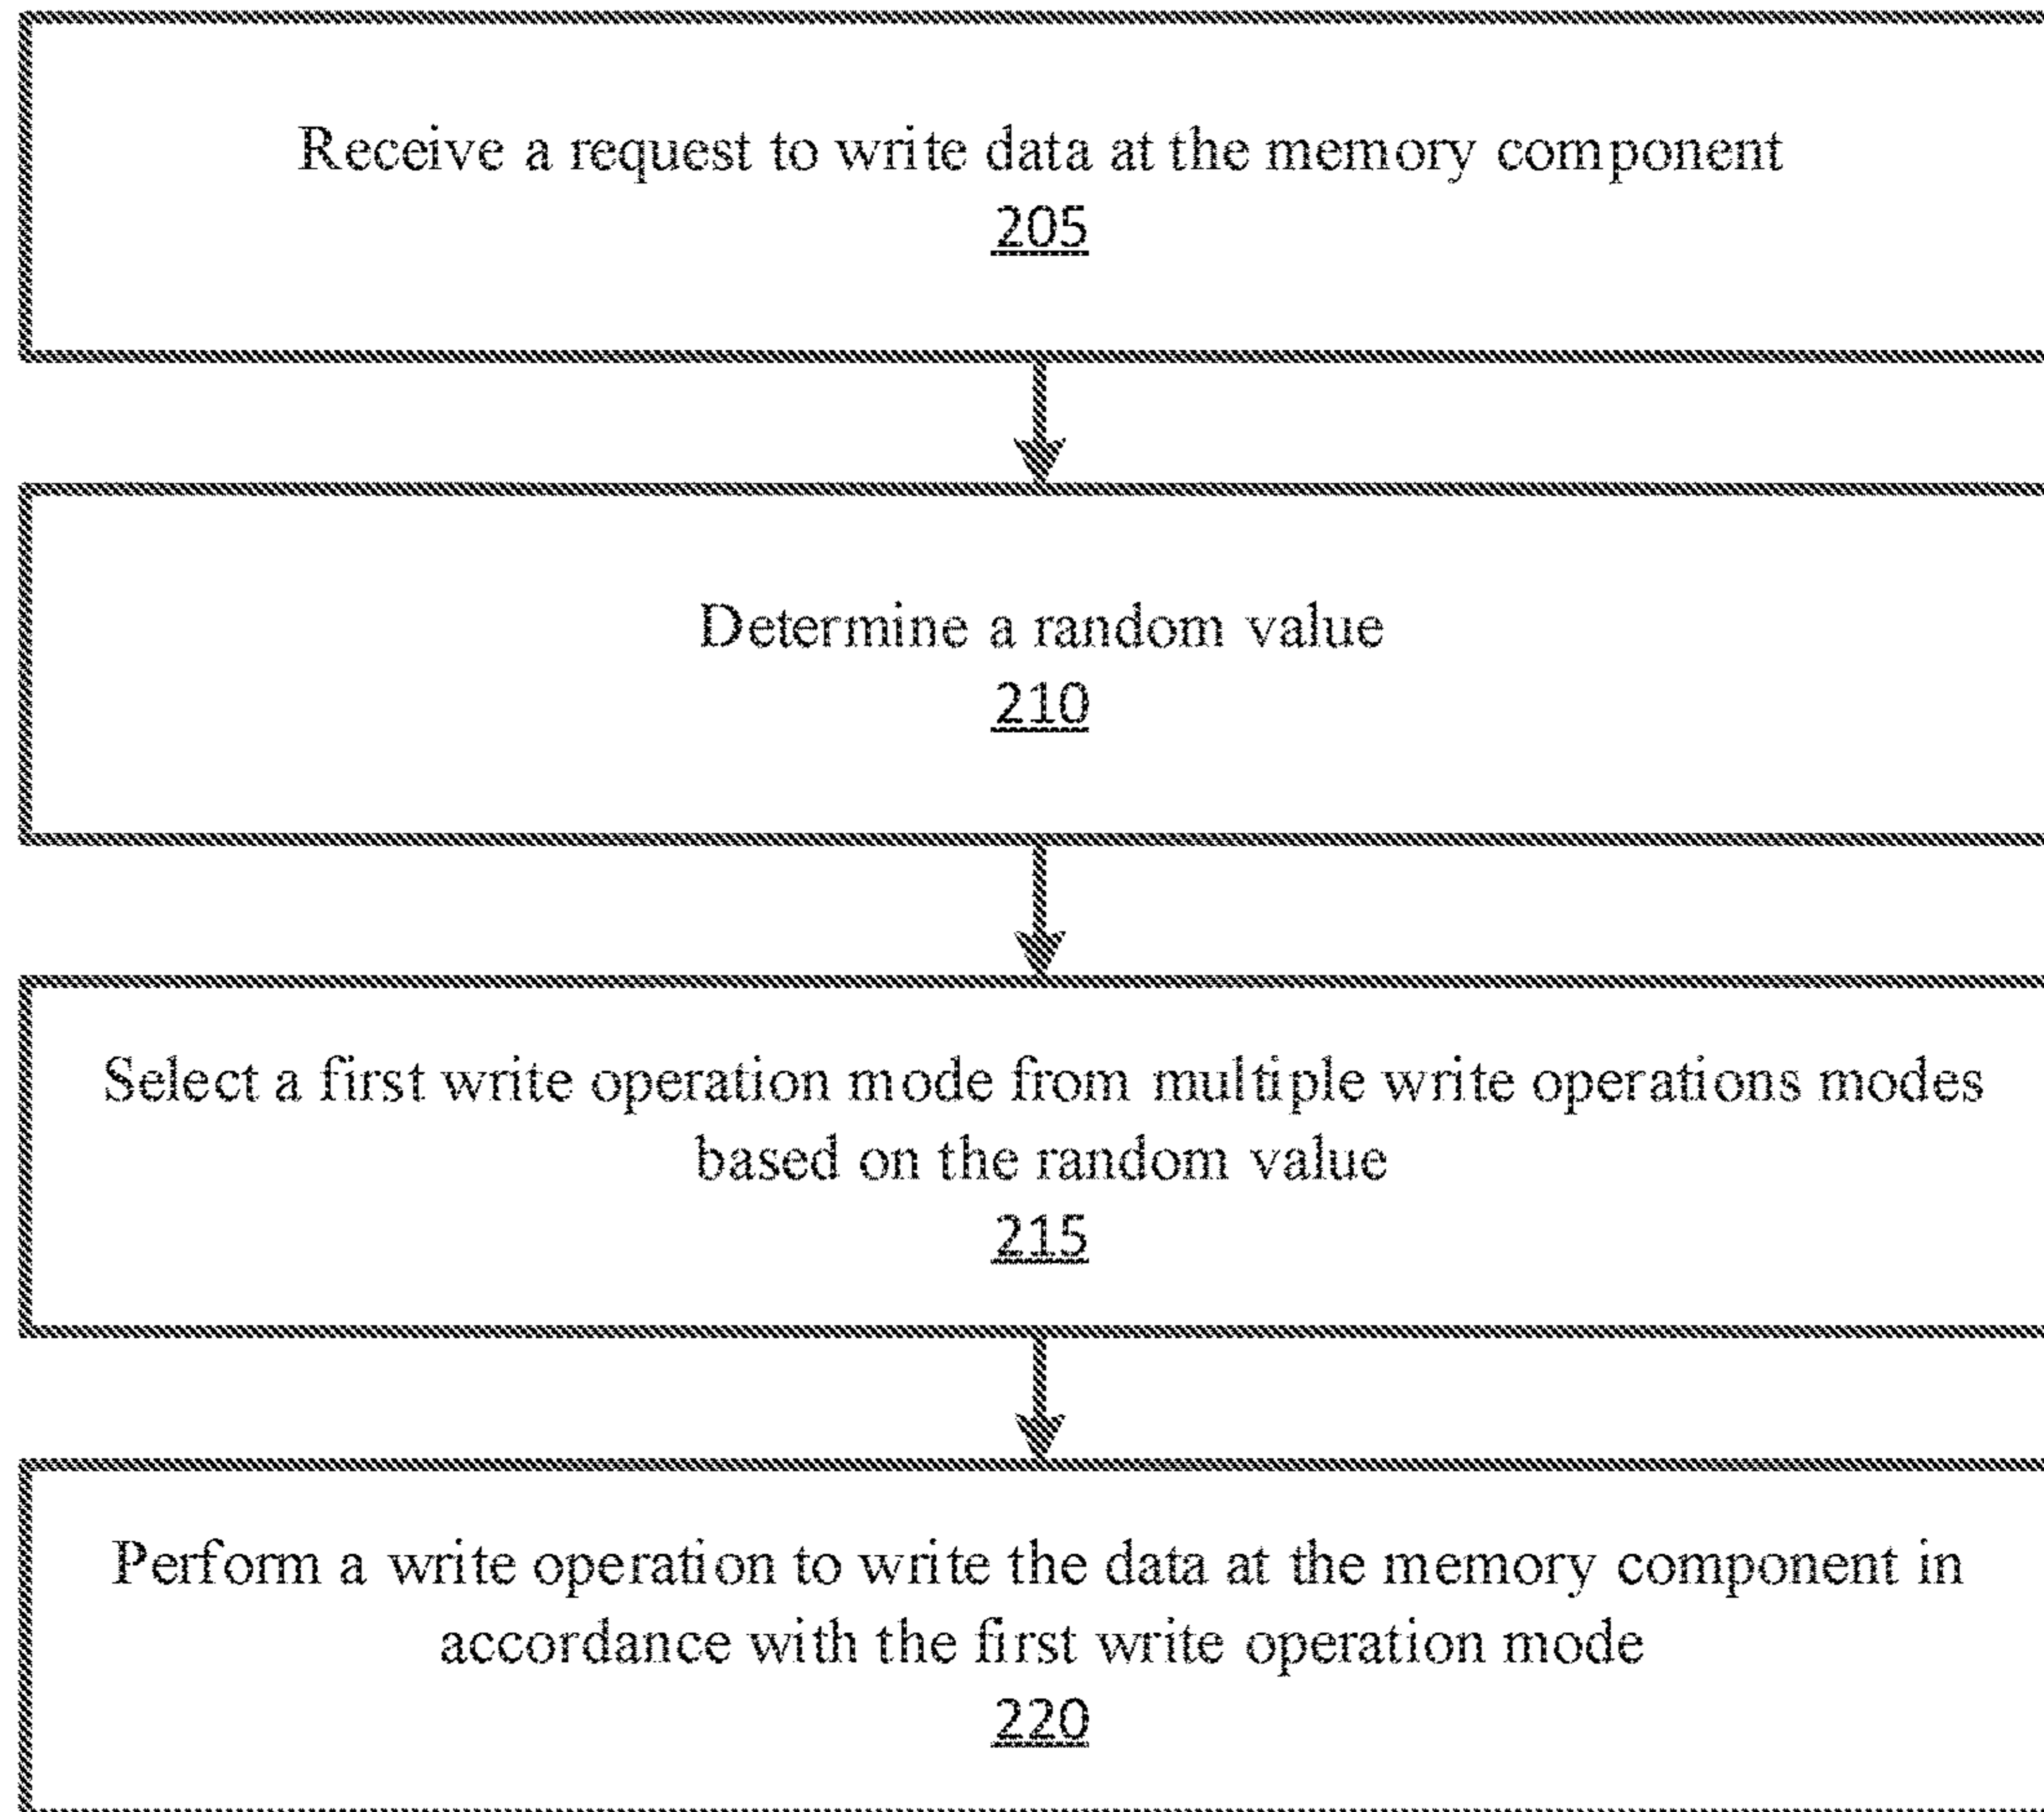 Receive a request to write data at the memory component
205
Determine a random value
210
Select a first write operation mode from multiple write operations modes
based on the random value
215
Perform a write operation to write the data at the memory component in
accordance with the first write operation mode
220